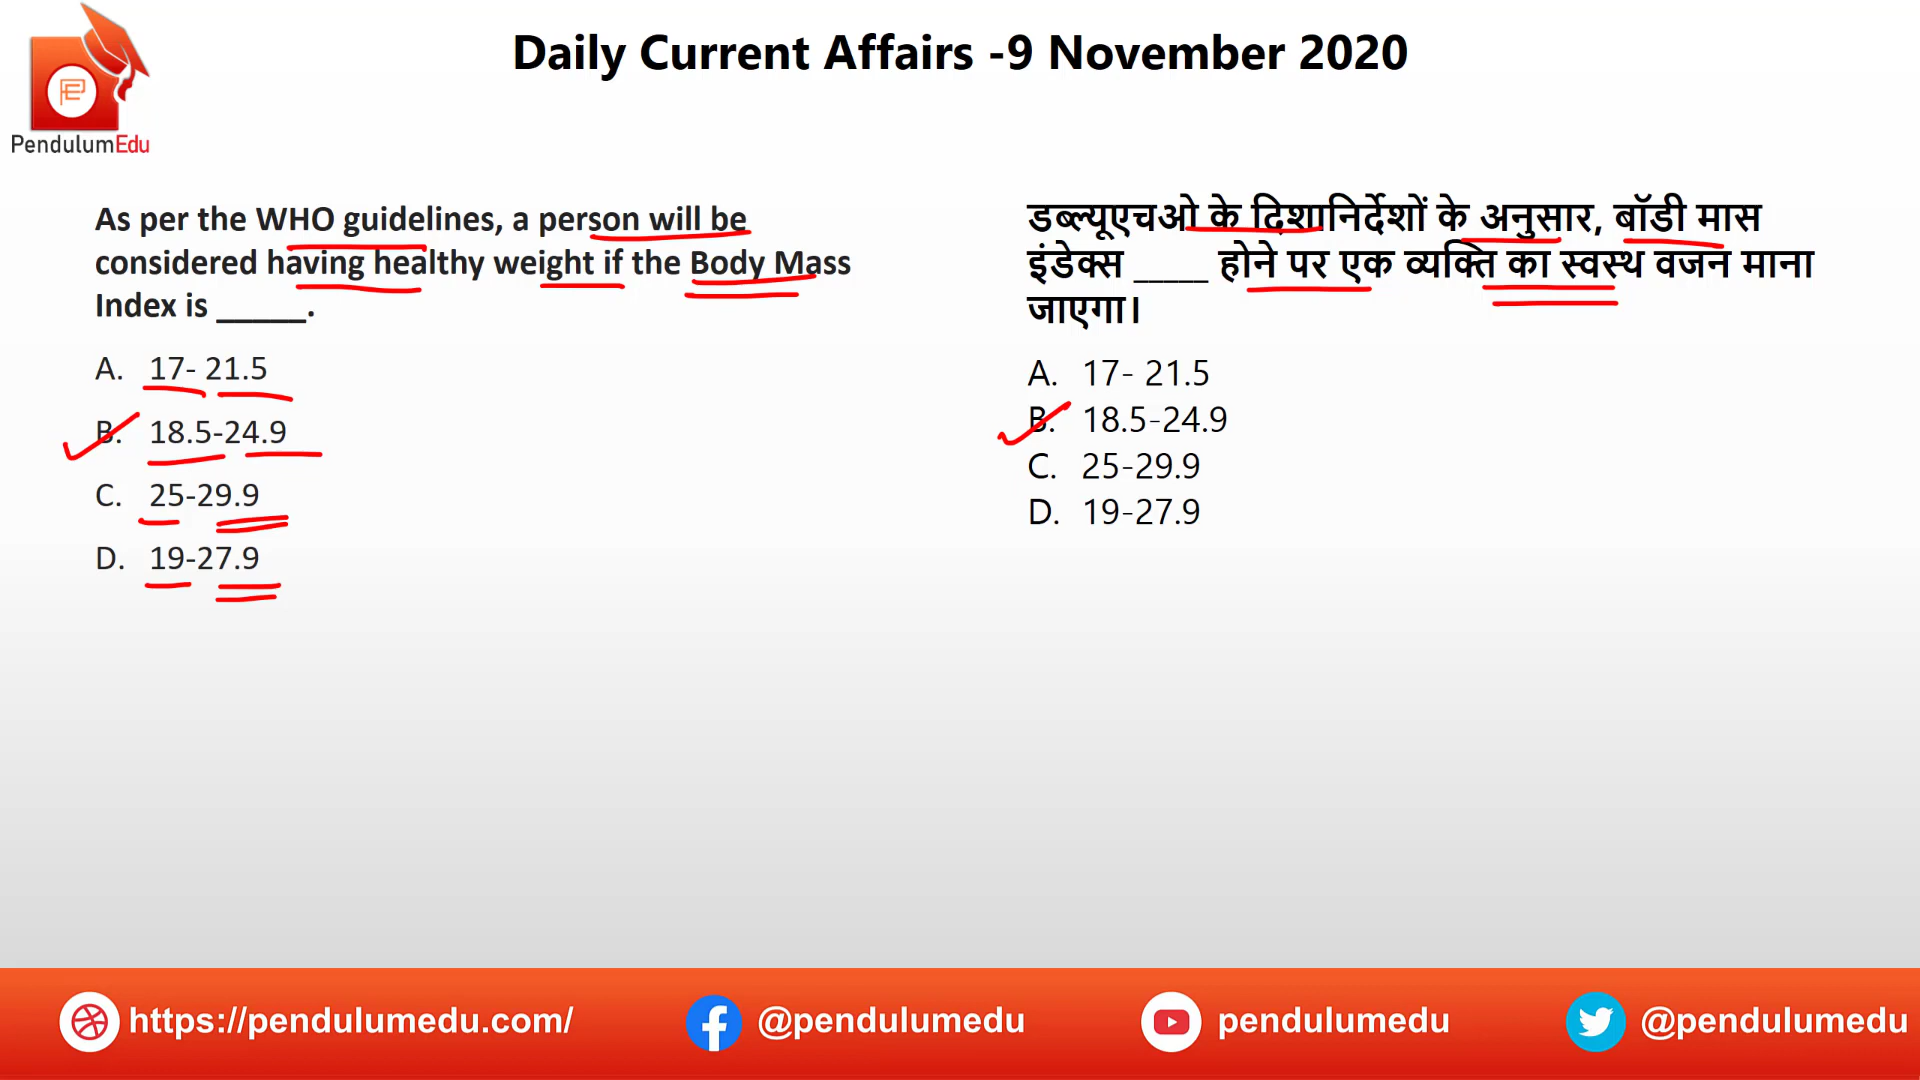 Daily Current Affairs -9 November 2020
PendulumEdu
As per the WHO guidelines, a person will be
considered having healthy weight if the Body Mass
Index is _____.
A. 17- 21.5
B. 18.5-24.9
C. 25-29.9
D. 19-27.9
डब्ल्यूएचओ के दिशानिर्देशों के अनुसार, बॉडी मास
इंडेक्स ____ होने पर एक व्यक्ति का स्वस्थ वजन माना
जाएगा।
A. 17- 21.5
B. 18.5-24.9
C. 25-29.9
D. 19-27.9
https://pendulumedu.com/
@pendulumedu
pendulumedu
@pendulumedu